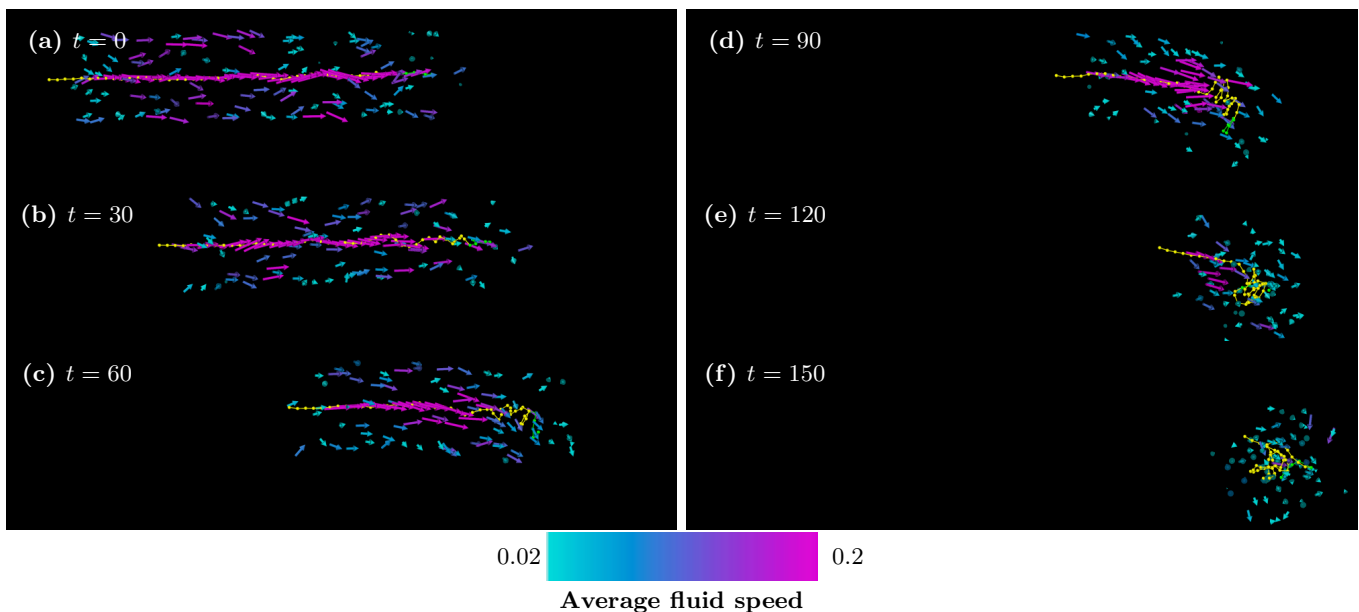 (a) t = 0
(b) t = 30
(c) t = 60
(d) t = 90
(e) t = 120
(f) t = 150
0.02 0.2
Average fluid speed